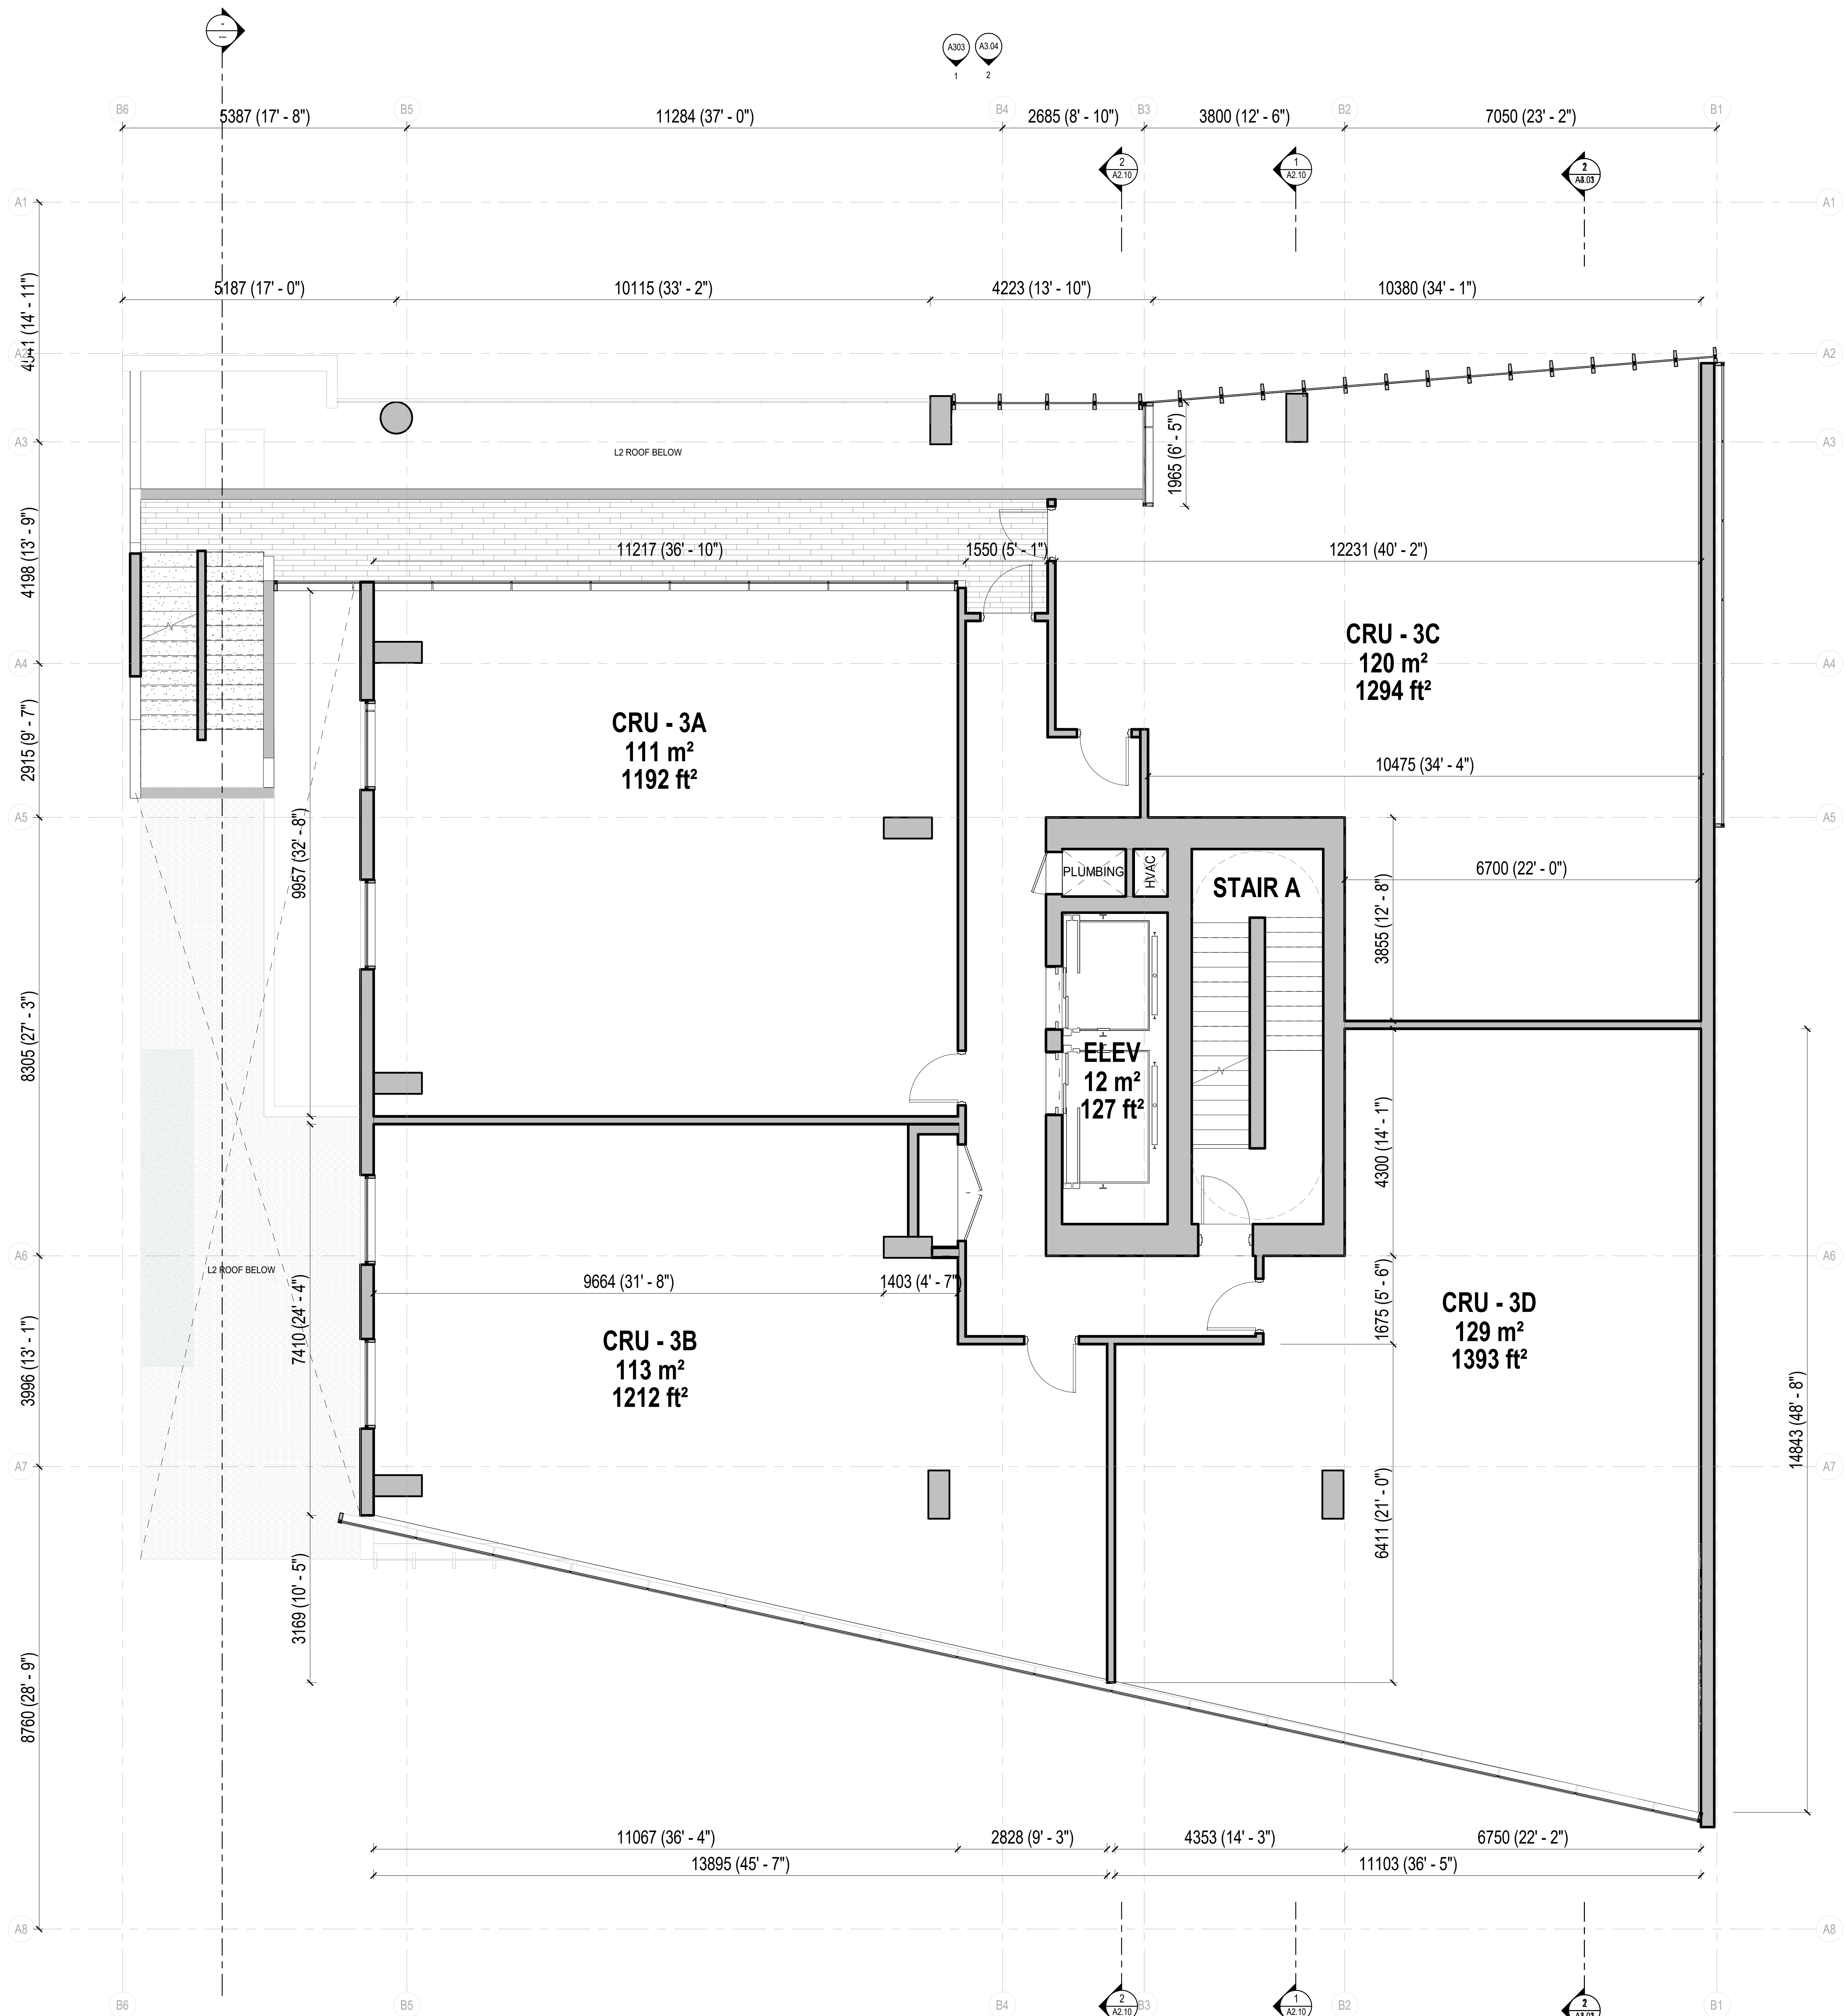 -
---
A303
A3.04
1
2
B6
B5
B4
B3
B2
B1
5387 (17' - 8")
11284 (37' - 0")
2685 (8' - 10")
3800 (12' - 6")
7050 (23' - 2")
2
A2.10
1
A2.10
2
A1
A1
5187 (17' - 0")
10115 (33' - 2")
4223 (13' - 10")
10380 (34' - 1")
(14' - 11")
A2
A2
A3
A3
L2 ROOF BELOW
1965 (6' - 5")
4198 (13' - 9")
11217 (36' - 10")
1550 (5' - 1")
12231 (40' - 2")
CRU - 3C
120 m²
1294 ft²
A4
A4
CRU - 3A
111 m²
1192 ft²
2915 (9' - 7")
10475 (34' - 4")
A5
A5
9957 (32' - 8")
PLUMBING
HVAC
STAIR A
3855 (12' - 8")
6700 (22' - 0")
8305 (27' - 3")
ELEV
12 m²
127 ft²
4300 (14' - 1")
A6
A6
L2 ROOF BELOW
9664 (31' - 8")
1403 (4' - 7")
1675 (5' - 6")
CRU - 3D
129 m²
1393 ft²
7410 (24' - 4")
CRU - 3B
113 m²
1212 ft²
3996 (13' - 1")
14843 (48' - 8")
A7
A7
6411 (21' - 0")
3169 (10' - 5")
8760 (28' - 9")
11067 (36' - 4")
2828 (9' - 3")
4353 (14' - 3")
6750 (22' - 2")
13895 (45' - 7")
11103 (36' - 5")
A8
A8
B6
B5
B4
2
A2.10
B3
1
A2.10
B2
2
B1